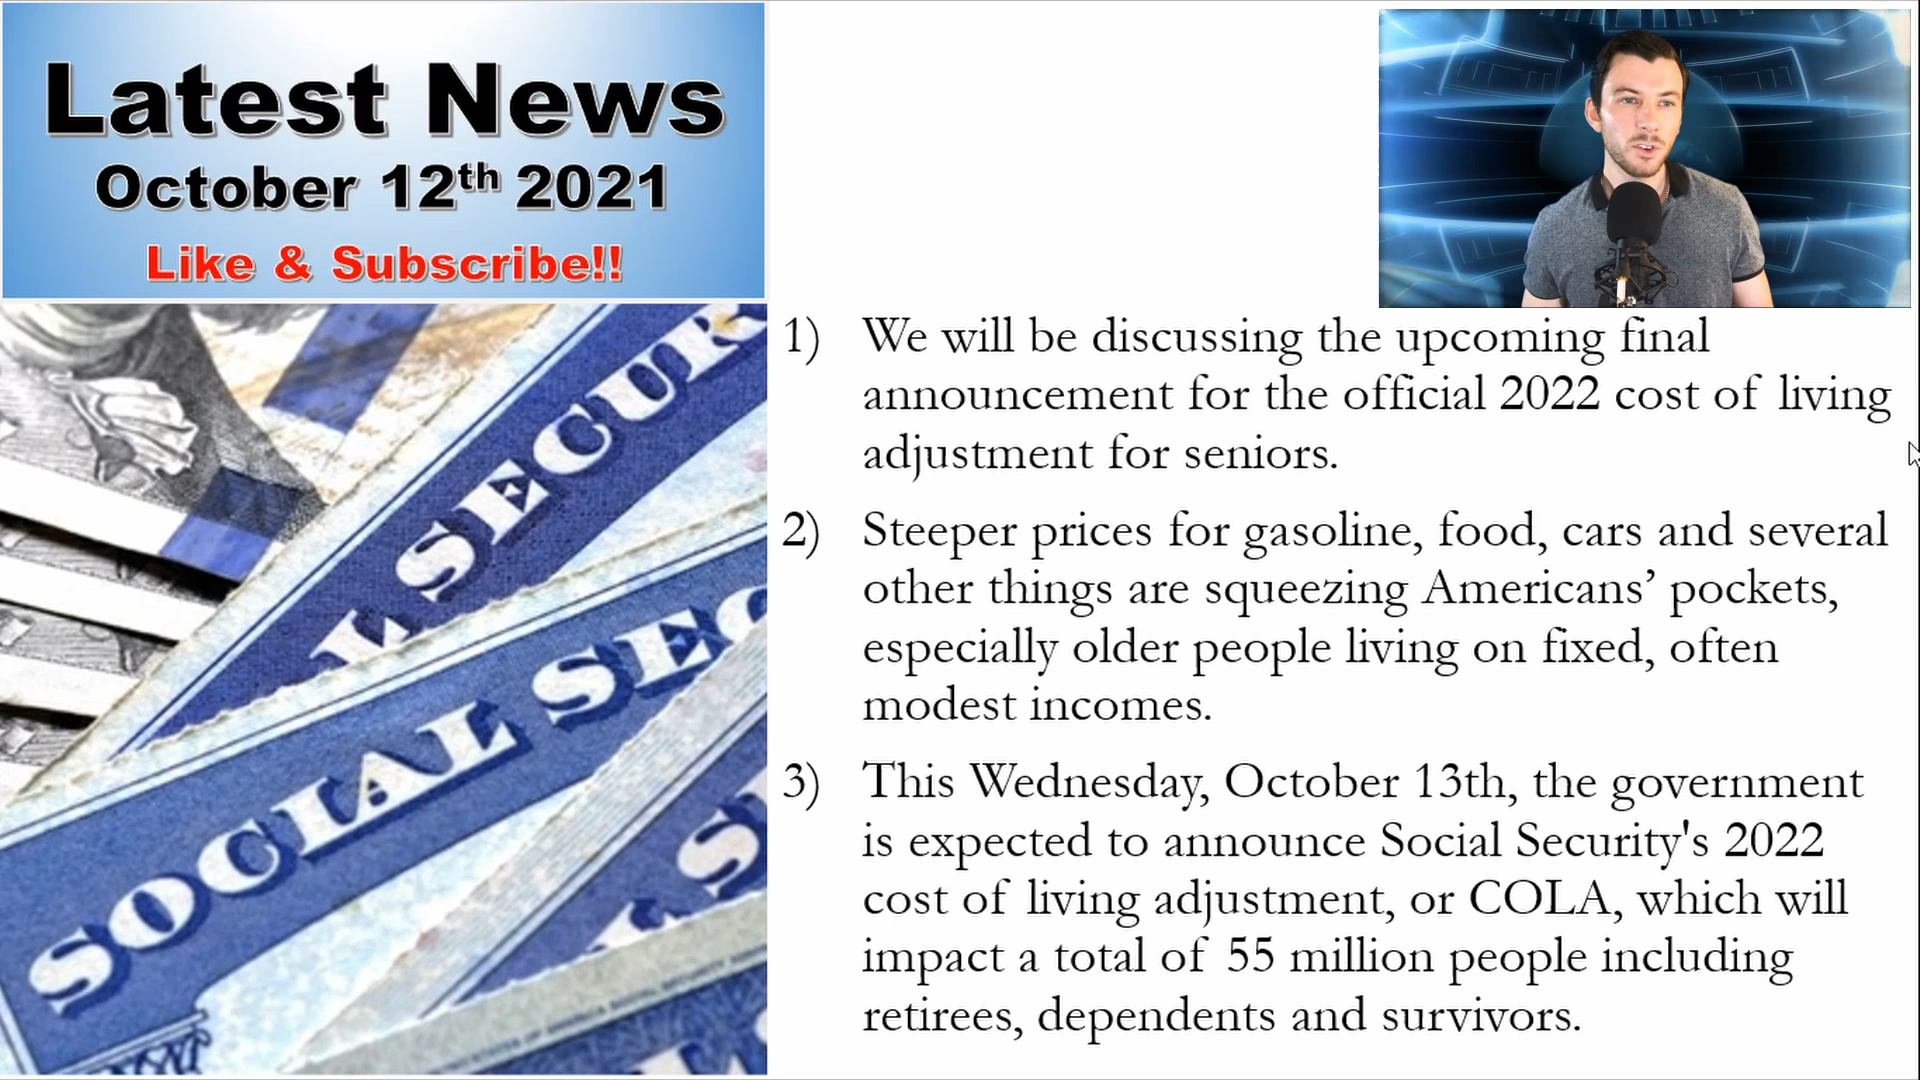 Latest News
October 12th 2021
Like & Subscribe!!
L SECUR
SOCIAL SEC
1) We will be discussing the upcoming final
announcement for the official 2022 cost of living
adjustment for seniors.
2) Steeper prices for gasoline, food, cars and several
other things are squeezing Americans’ pockets,
especially older people living on fixed, often
modest incomes.
3) This Wednesday, October 13th, the government
is expected to announce Social Security's 2022
cost of living adjustment, or COLA, which will
impact a total of 55 million people including
retirees, dependents and survivors.